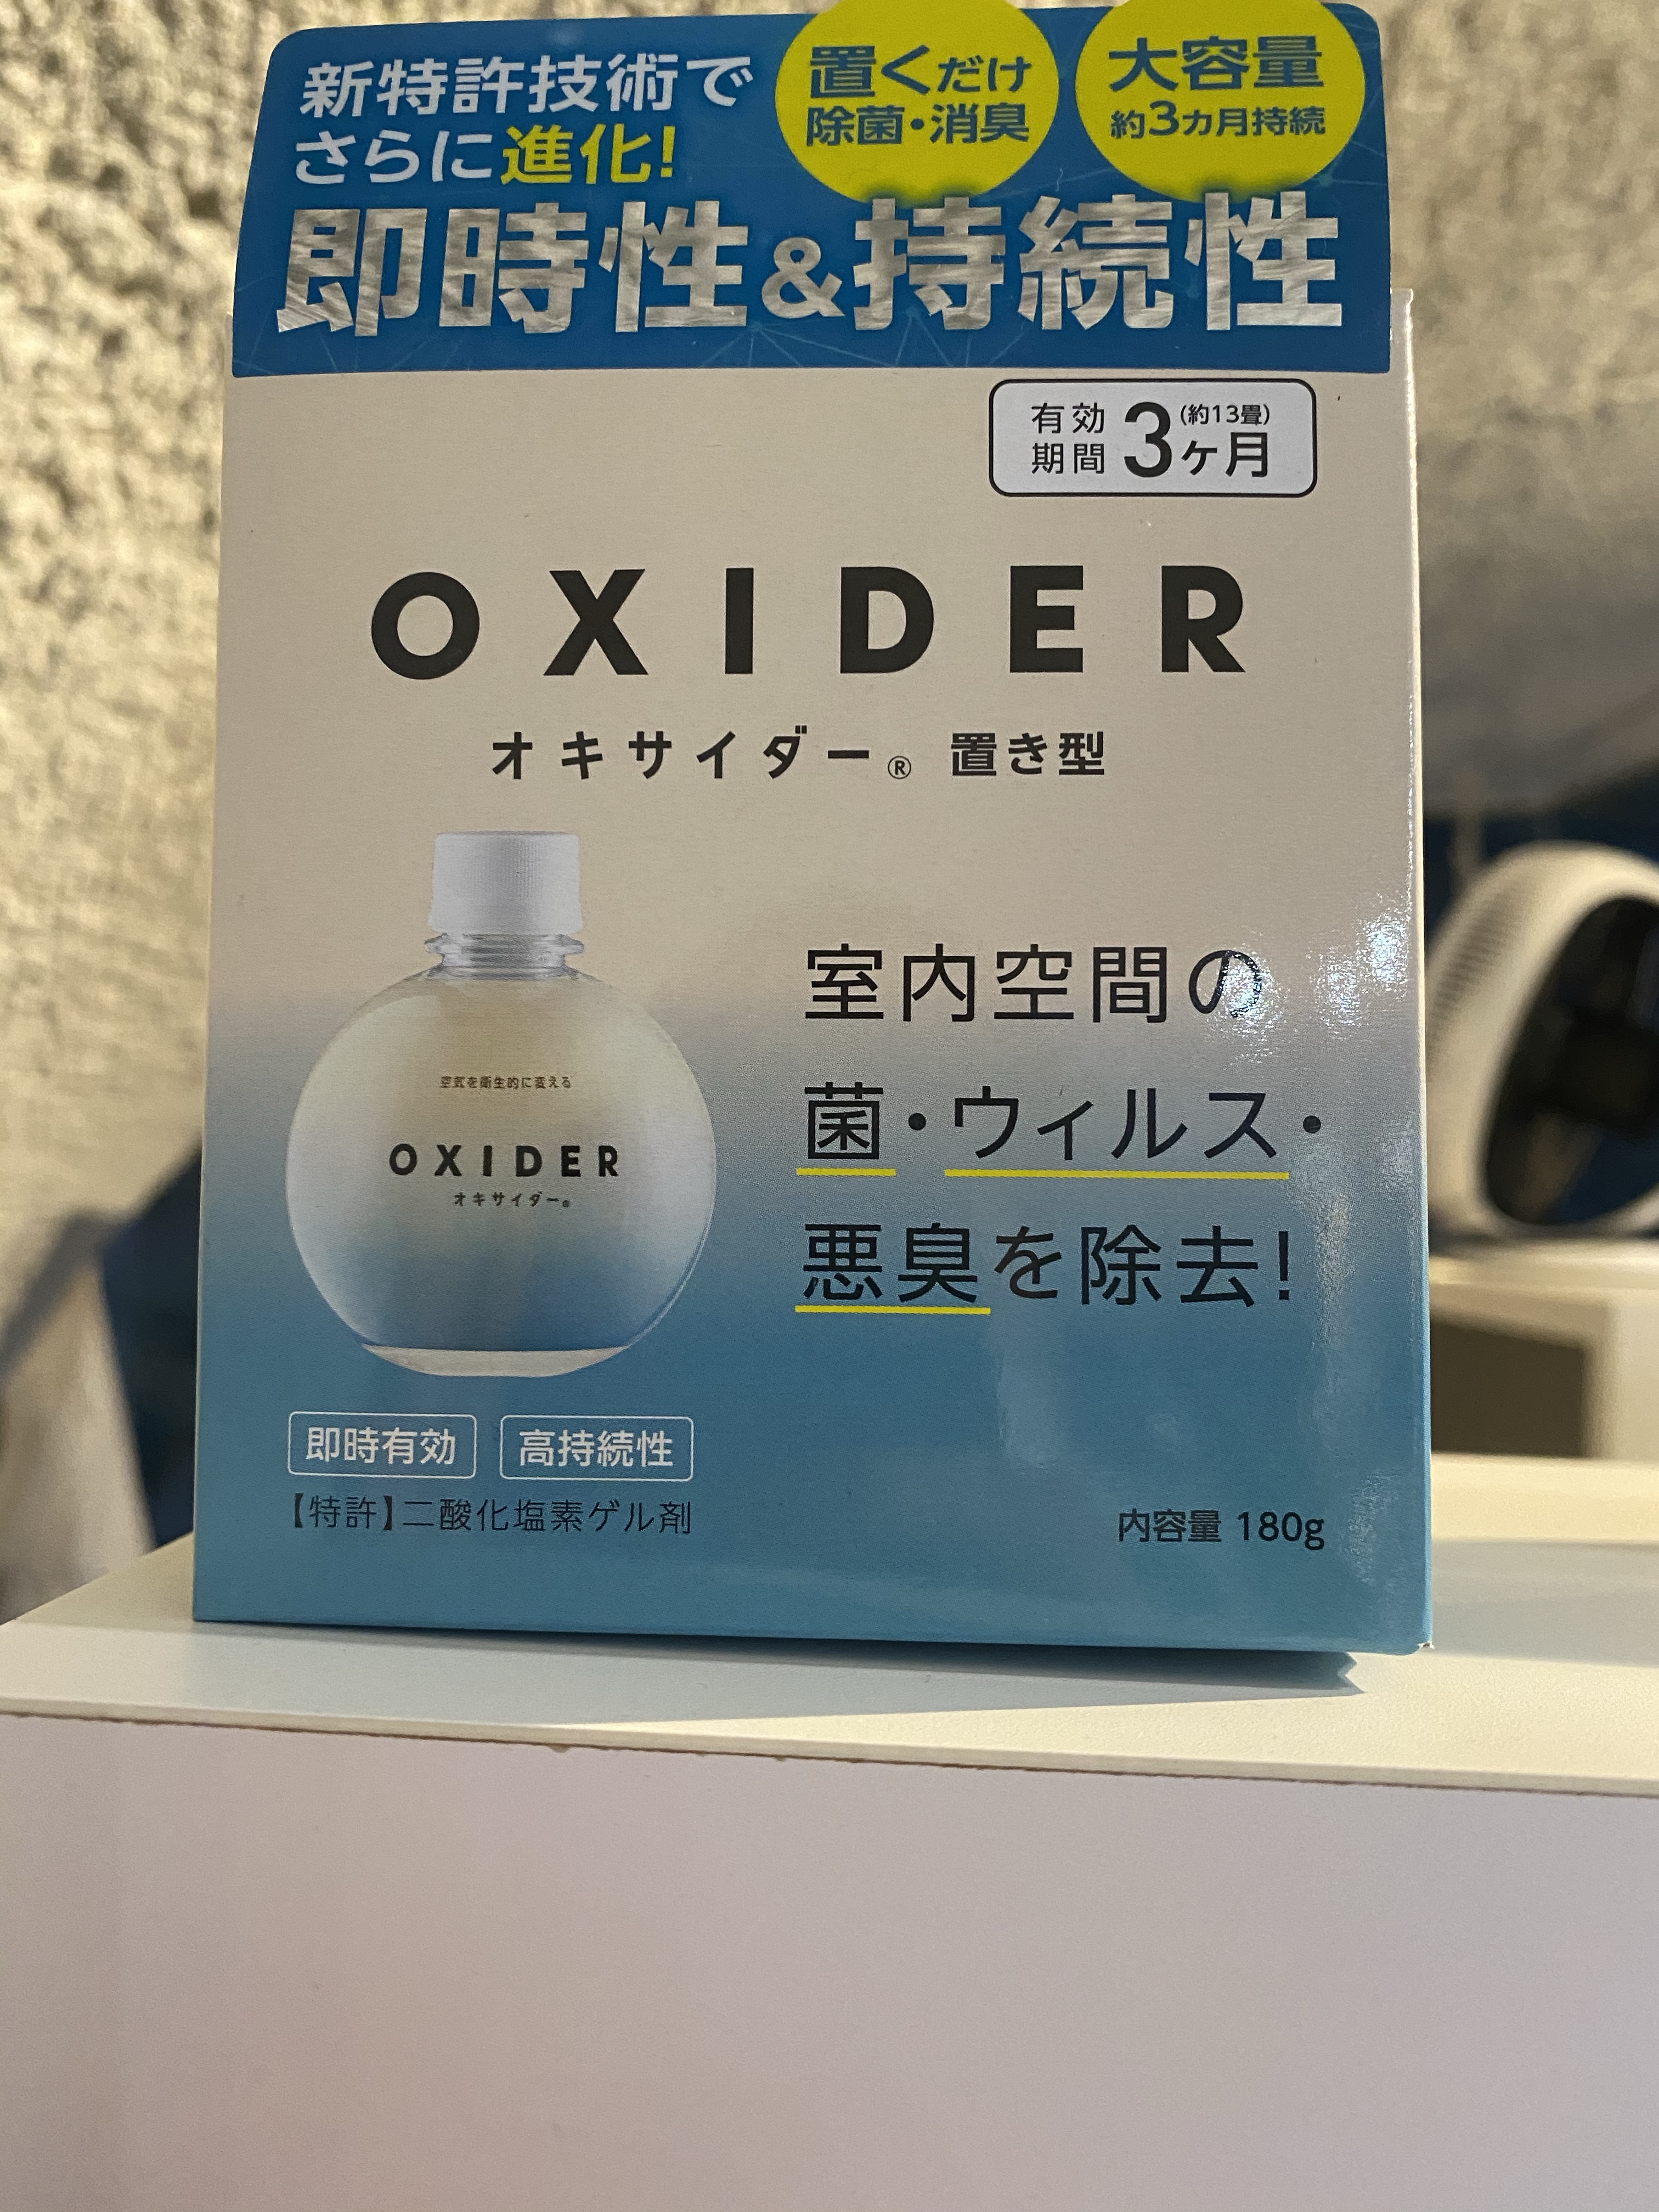 新特許技術で
さらに進化!
置くだけ
除菌・消臭
大容量
約3カ月持続
即時性&持続性
有効期間 3ヶ月 (約13畳)
OXIDER
オキサイダー® 置き型
空気を衛生的に変える
OXIDER
オキサイダー®
室内空間の
菌・ウィルス・
悪臭を除去!
即時有効 高持続性
【特許】二酸化塩素ゲル剤
内容量 180g